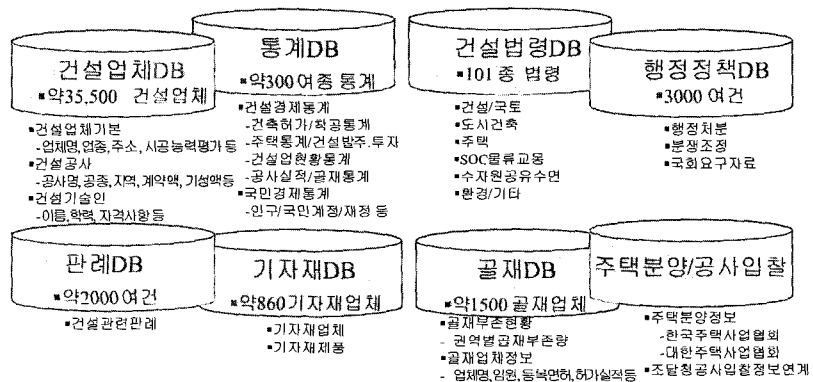 건설업체DB
▪약35,500 건설업체
▪건설업체기본
-업체명,업종,주소,시공능력평가등
▪건설공사
-공사명,공종,지역,계약액,기성액등
▪건설기술인
-이름,학력,자격사항등
통계DB
▪약300여종 통계
▪건설경제통계
-건축허가/착공통계
-주택통계/건설발주.투자
-건설업현황통계
-공사실적/골재통계
▪국민경제통계
-인구/국민계정/재정 등
건설법령DB
▪101종 법령
▪건설/국토
▪도시건축
▪주택
▪SOC물류교통
▪수자원공유수면
▪환경/기타
행정정책DB
▪3000여건
▪행정처분
▪분쟁조정
▪국회요구자료
판례DB
▪약2000여건
▪건설관련판례
기자재DB
▪약860기자재업체
▪기자재업체
▪기자재제품
골재DB
▪약1500골재업체
▪골재부존현황
- 권역별골재부존량
▪골재업체정보
- 업체명,임원,등록면허,허가실적등
주택분양/공사입찰
▪주택분양정보
-한국주택사업협회
-대한주택사업협회
▪조달청공사입찰정보연계